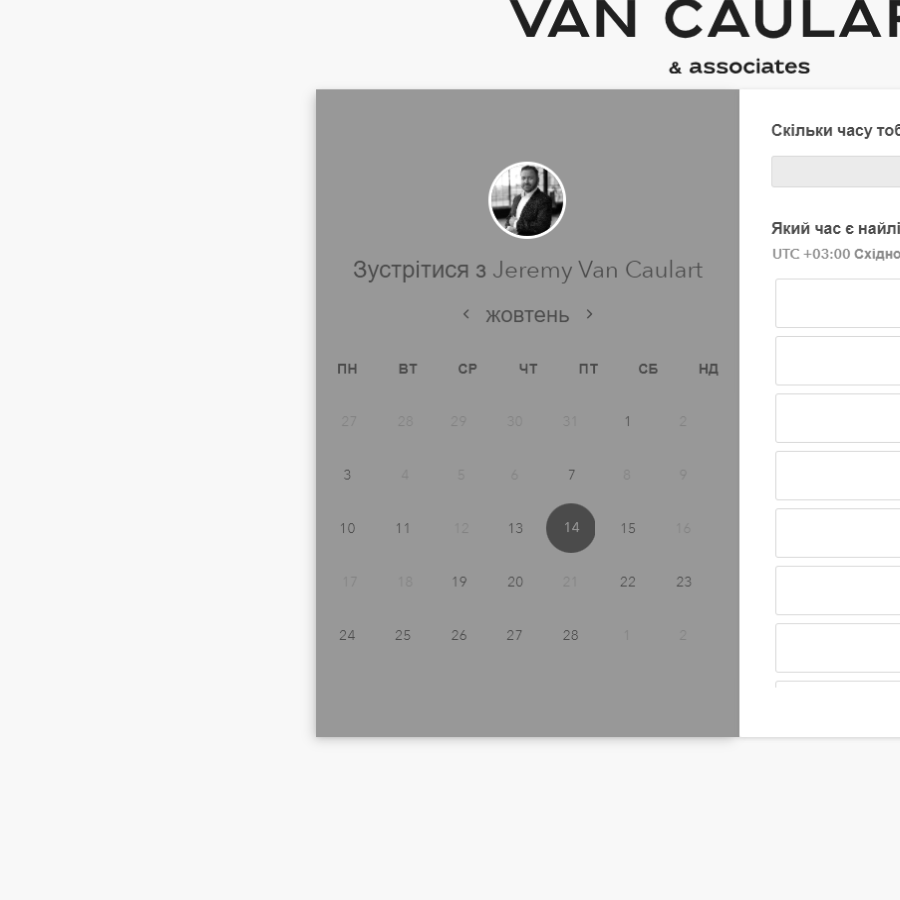 VAN CAULAR
& associates
Зустрітися з Jeremy Van Caulart
жовтень
ПН ВТ СР ЧТ ПТ СБ НД
27 28 29 30 31 1 2
3 4 5 6 7 8 9
10 11 12 13 14 15 16
17 18 19 20 21 22 23
24 25 26 27 28 1 2
Скільки часу тоб
Який час є найлі
UTC +03:00 Східно